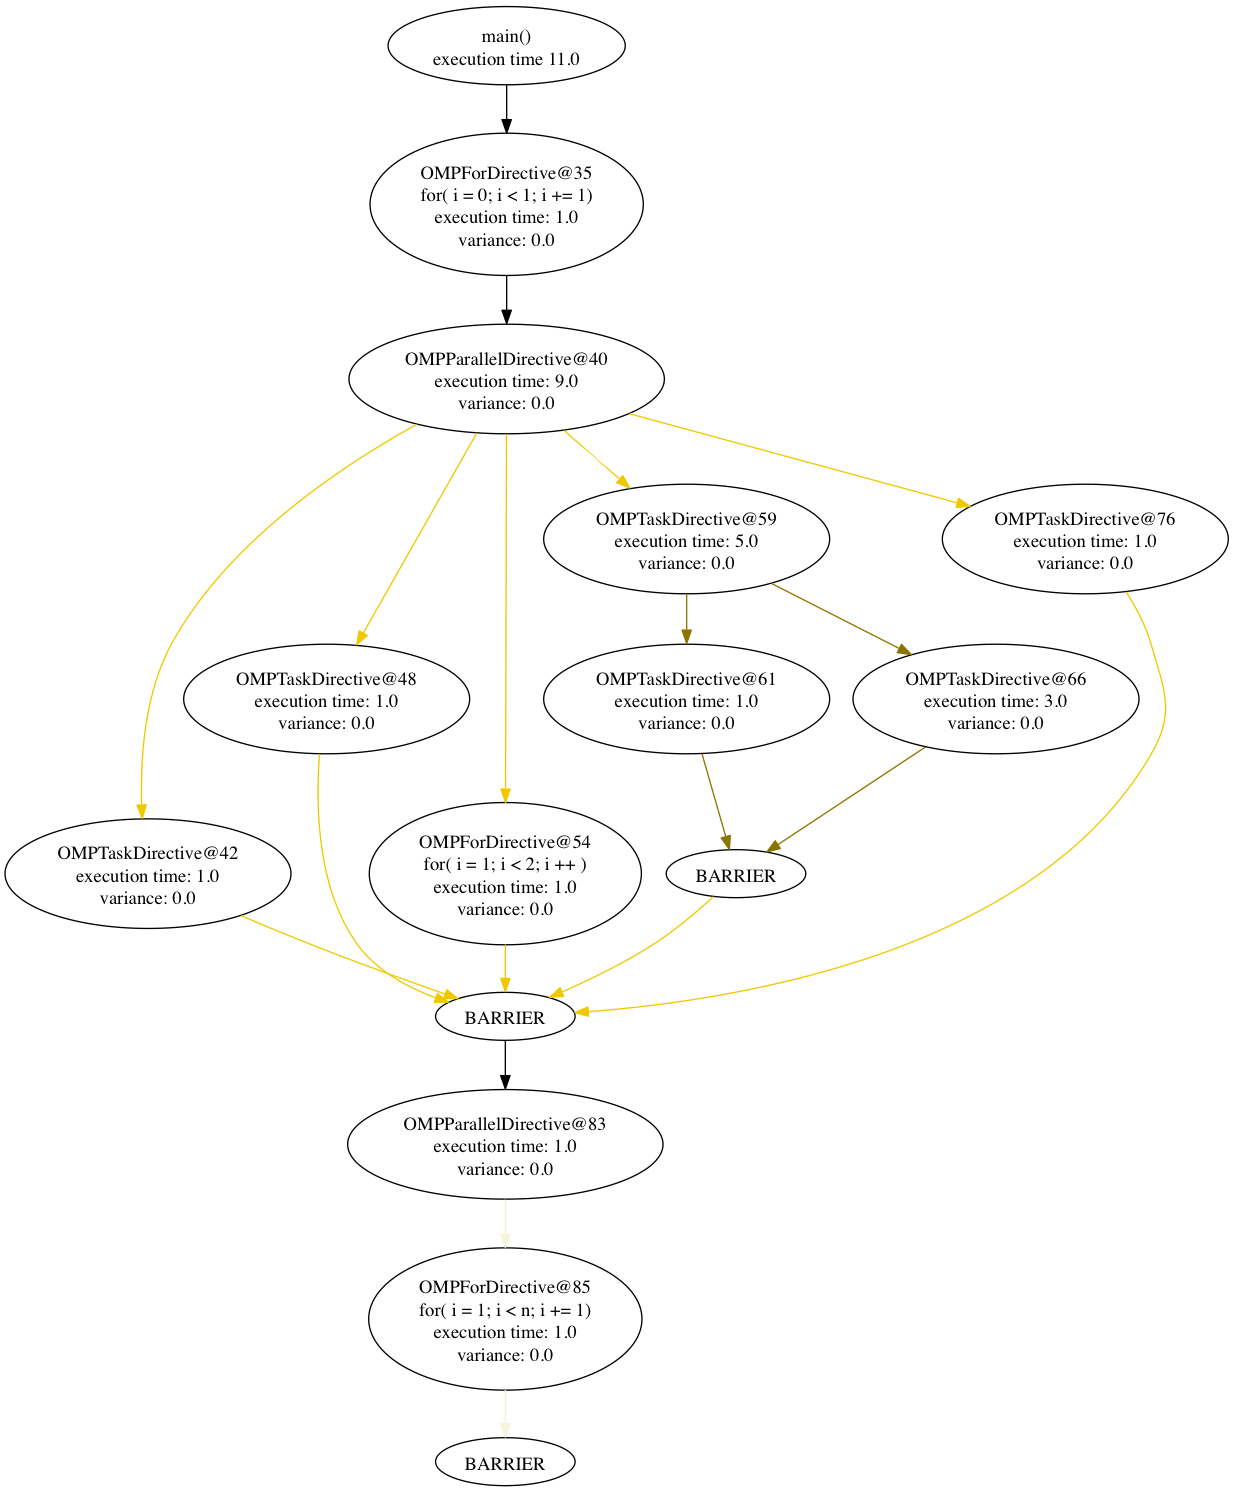 main()
execution time 11.0
OMPForDirective@35
for( i = 0; i < 1; i += 1)
execution time: 1.0
variance: 0.0
OMPParallelDirective@40
execution time: 9.0
variance: 0.0
OMPTaskDirective@59
execution time: 5.0
variance: 0.0
OMPTaskDirective@76
execution time: 1.0
variance: 0.0
OMPTaskDirective@48
execution time: 1.0
variance: 0.0
OMPTaskDirective@61
execution time: 1.0
variance: 0.0
OMPTaskDirective@66
execution time: 3.0
variance: 0.0
OMPTaskDirective@42
execution time: 1.0
variance: 0.0
OMPForDirective@54
for( i = 1; i < 2; i ++ )
execution time: 1.0
variance: 0.0
BARRIER
BARRIER
OMPParallelDirective@83
execution time: 1.0
variance: 0.0
OMPForDirective@85
for( i = 1; i < n; i += 1)
execution time: 1.0
variance: 0.0
BARRIER